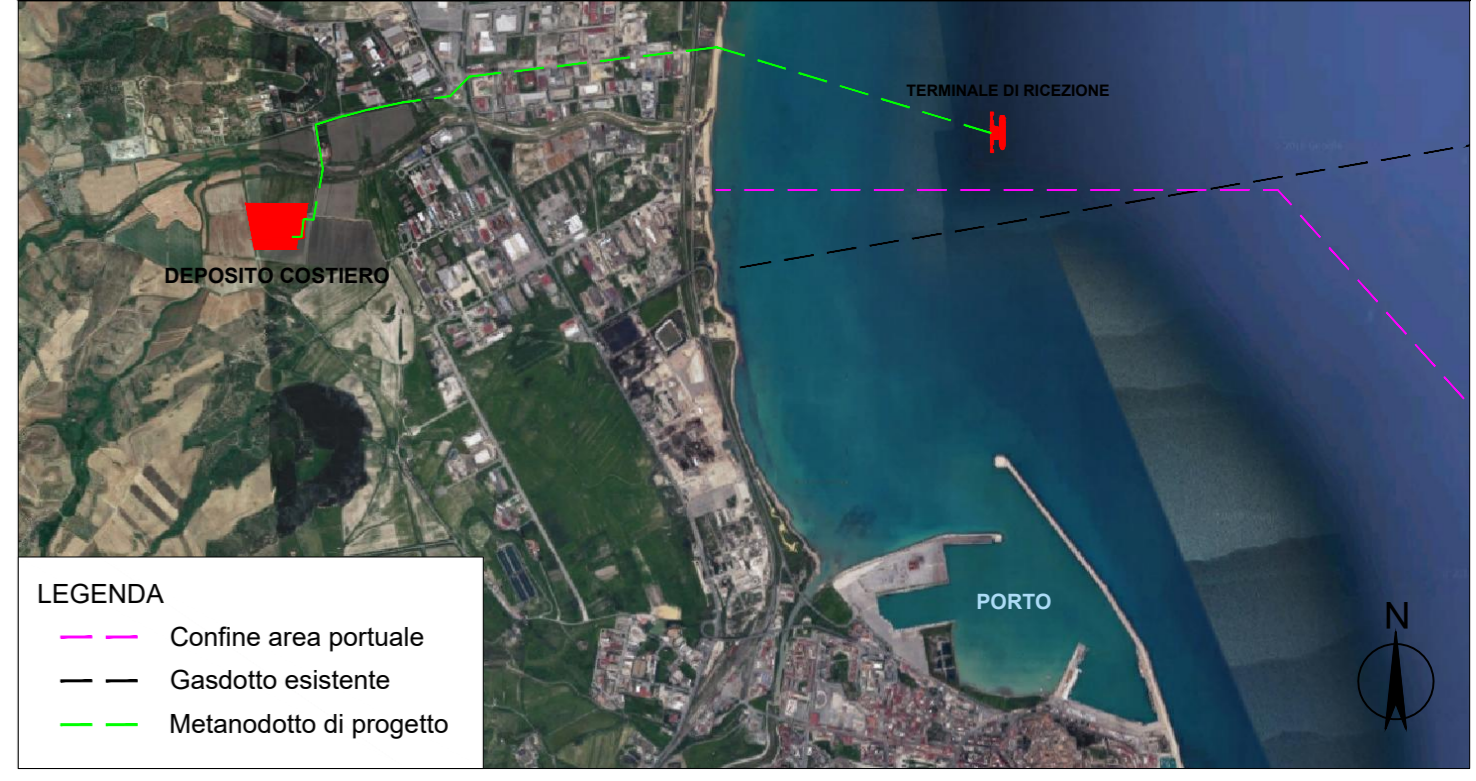 TERMINALE DI RICEZIONE
DEPOSITO COSTIERO
PORTO
N
LEGENDA
Confine area portuale
Gasdotto esistente
Metanodotto di progetto